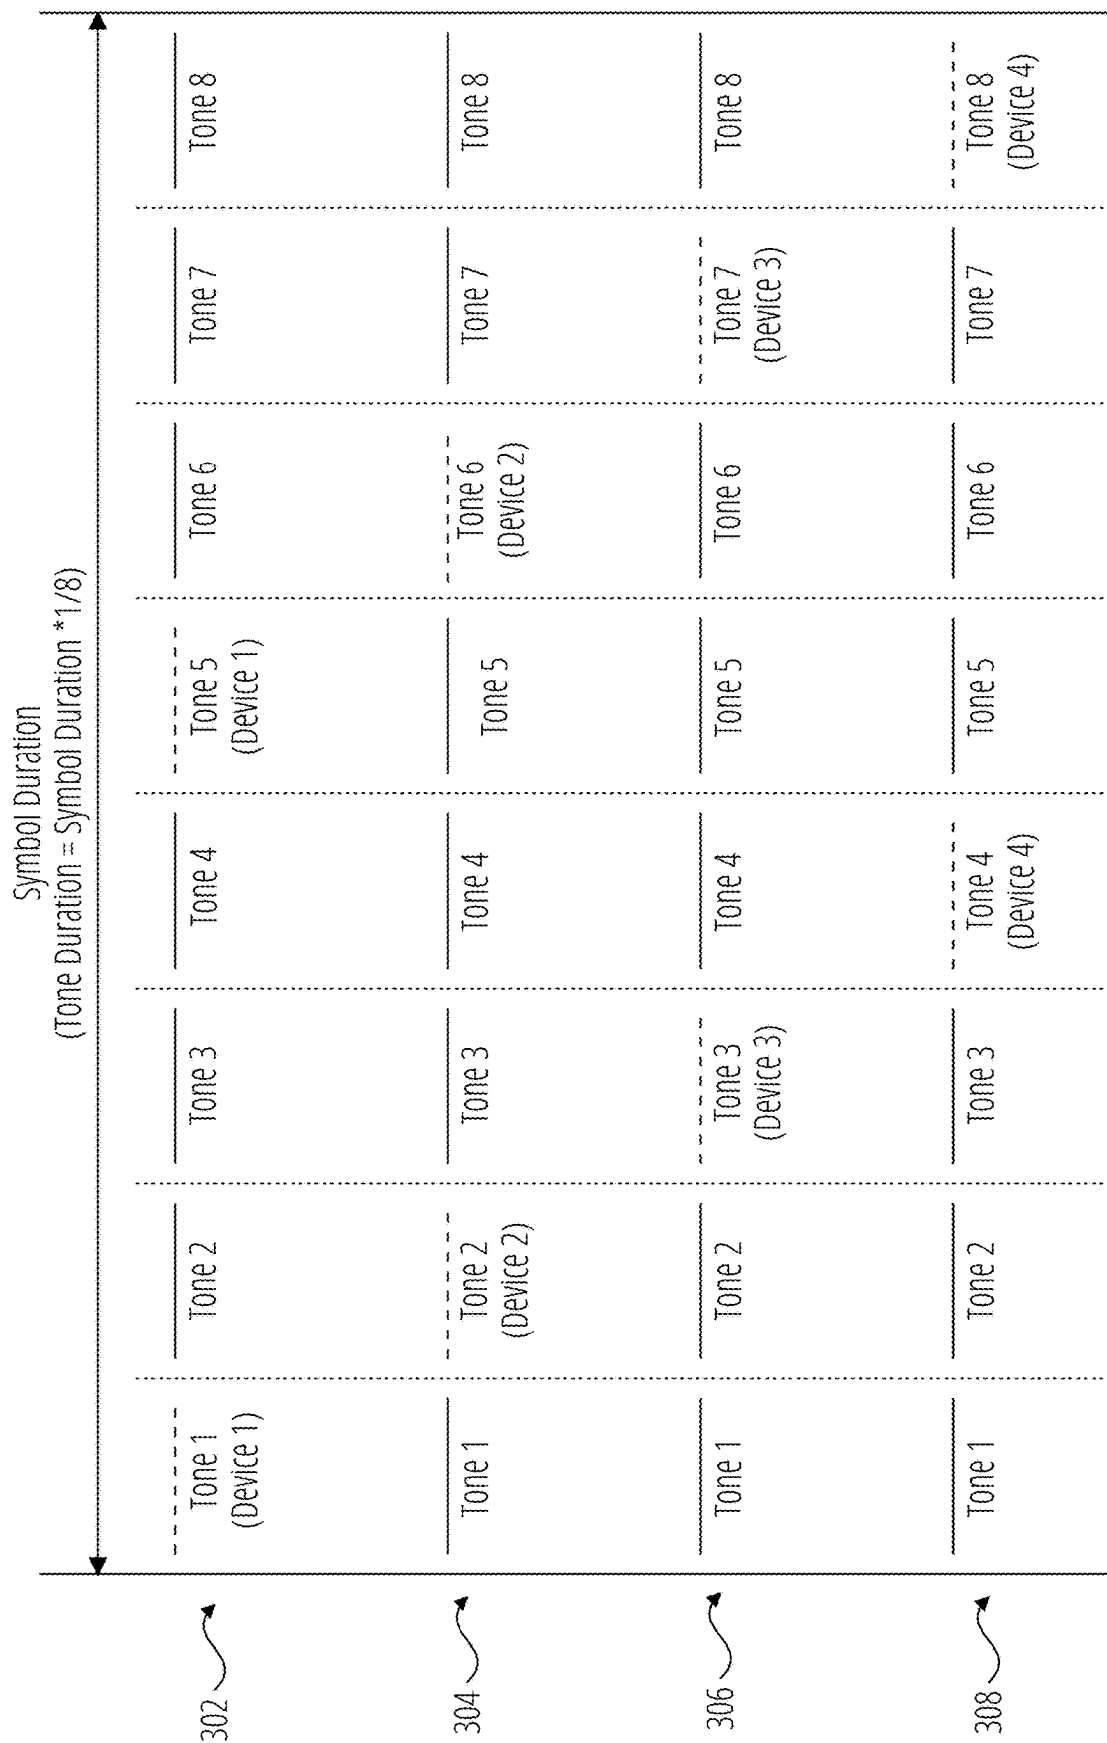 Symbol Duration
(Tone Duration = Symbol Duration *1/8)
302
Tone 1
(Device 1)
Tone 2
Tone 3
Tone 4
Tone 5
(Device 1)
Tone 6
Tone 7
Tone 8
304
Tone 1
Tone 2
(Device 2)
Tone 3
Tone 4
Tone 5
Tone 6
(Device 2)
Tone 7
Tone 8
306
Tone 1
Tone 2
Tone 3
(Device 3)
Tone 4
Tone 5
Tone 6
Tone 7
(Device 3)
Tone 8
308
Tone 1
Tone 2
Tone 3
Tone 4
(Device 4)
Tone 5
Tone 6
Tone 7
Tone 8
(Device 4)